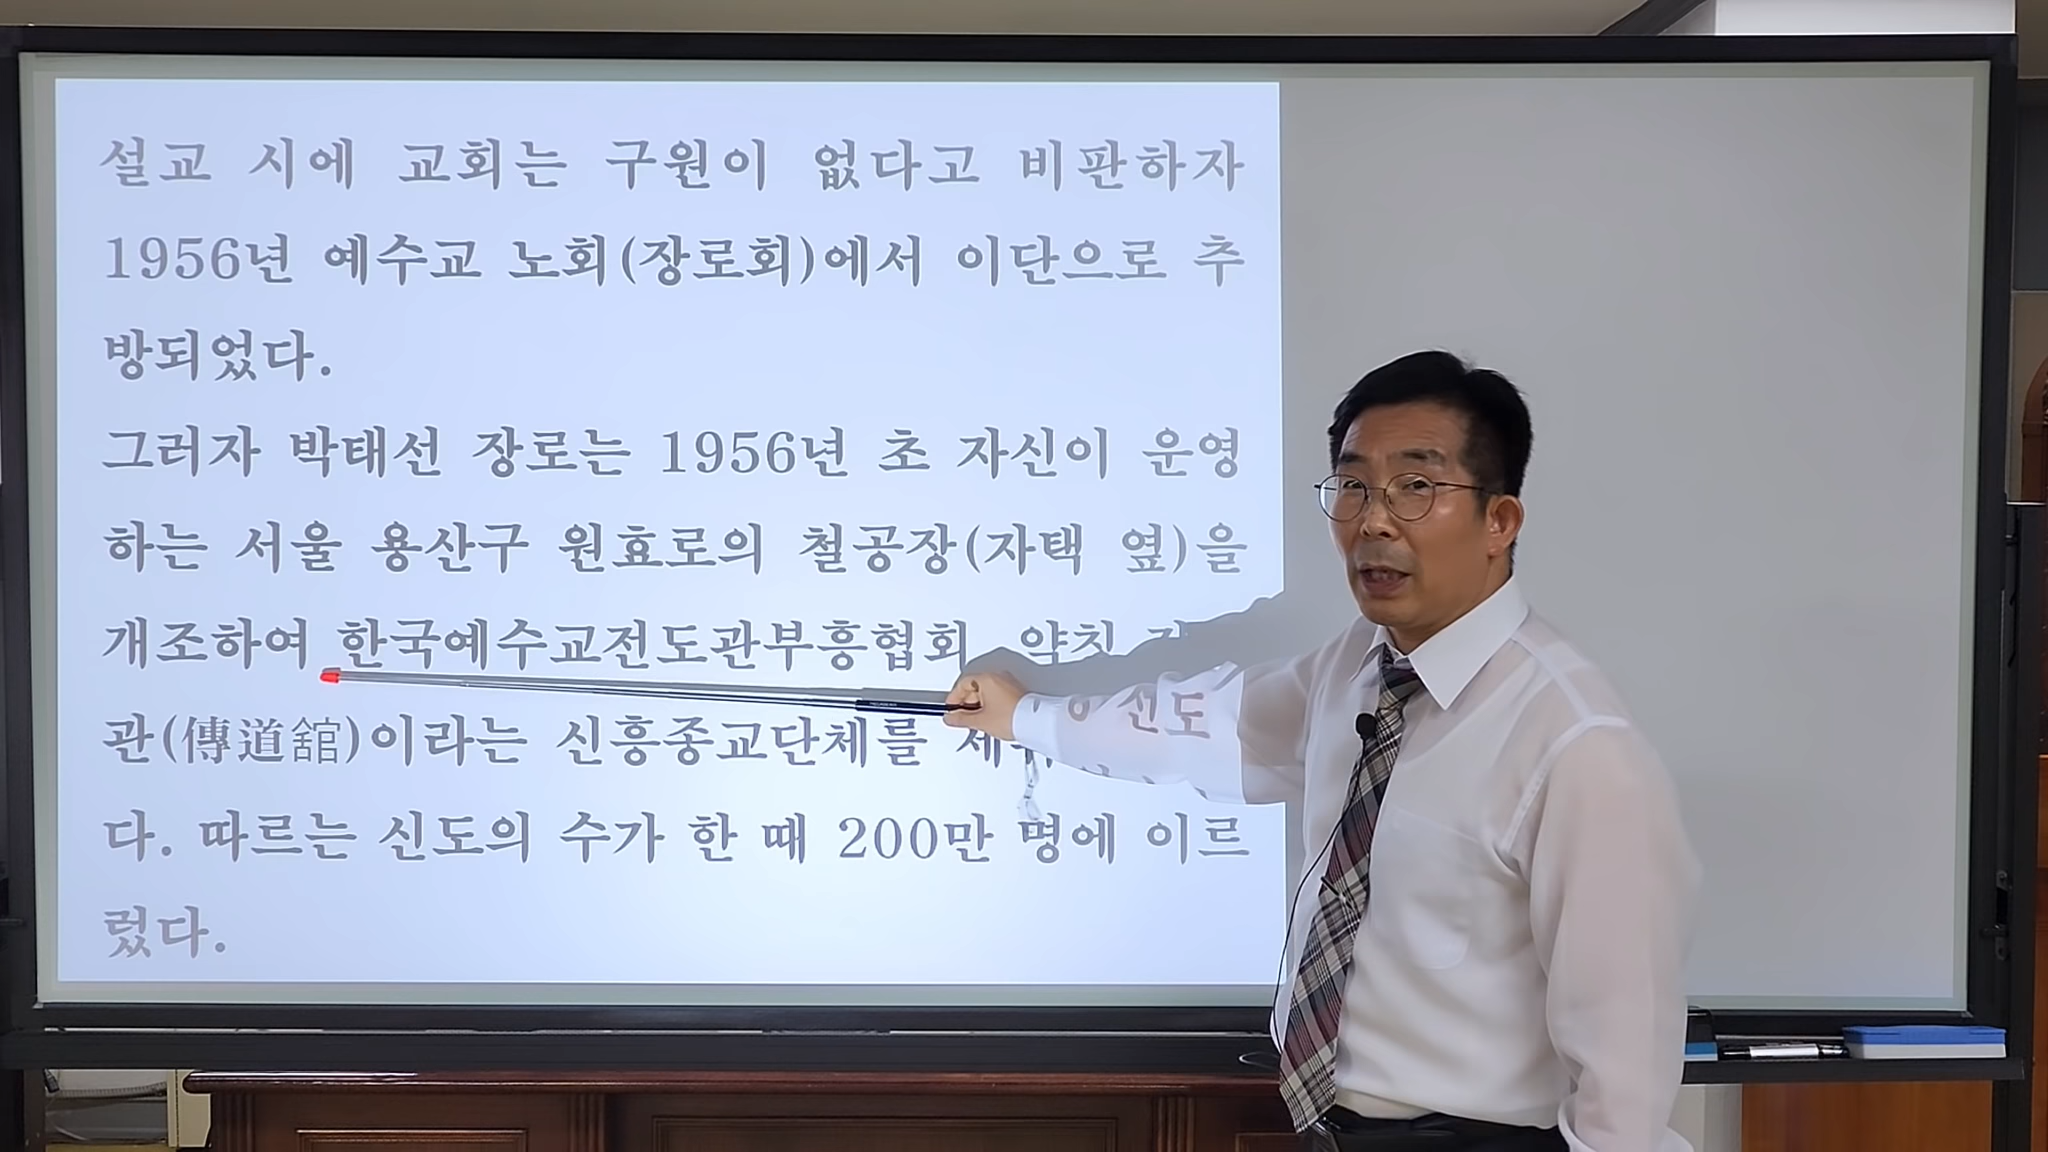 설교 시에 교회는 구원이 없다고 비판하자
1956년 예수교 노회(장로회)에서 이단으로 추
방되었다.
그러자 박태선 장로는 1956년 초 자신이 운영
하는 서울 용산구 원효로의 철공장(자택 옆)을
개조하여 한국예수교전도관부흥협회, 약칭
관(傳道舘)이라는 신흥종교단체를
다. 따르는 신도의 수가 한 때 200만 명에 이르
렀다.